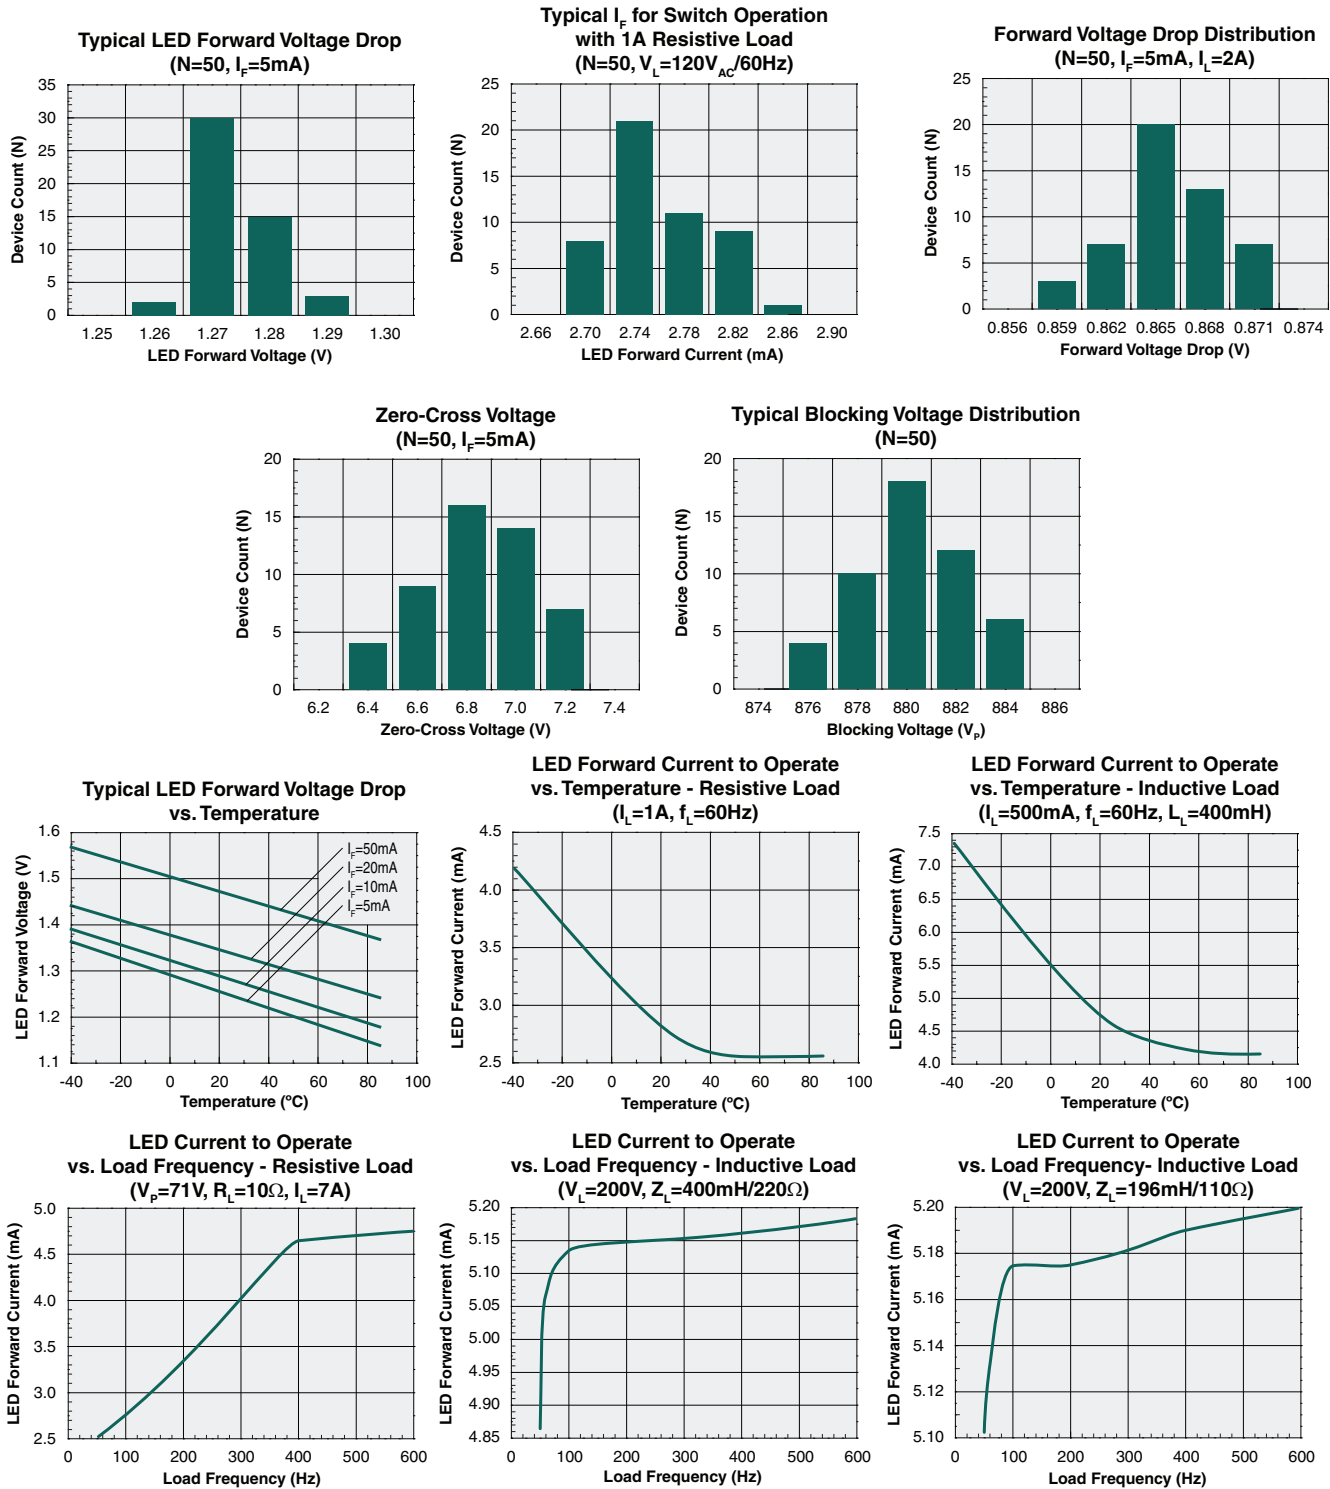 Typical LED Forward Voltage Drop
(N=50, IF=5mA)
Device Count (N)
35
30
25
20
15
10
5
0
1.25 1.26 1.27 1.28 1.29 1.30
LED Forward Voltage (V)
Typical IF for Switch Operation
with 1A Resistive Load
(N=50, VL=120VAC/60Hz)
Device Count (N)
25
20
15
10
5
0
2.66 2.70 2.74 2.78 2.82 2.86 2.90
LED Forward Current (mA)
Forward Voltage Drop Distribution
(N=50, IF=5mA, IL=2A)
Device Count (N)
25
20
15
10
5
0
0.856 0.859 0.862 0.865 0.868 0.871 0.874
Forward Voltage Drop (V)
Zero-Cross Voltage
(N=50, IF=5mA)
Device Count (N)
20
15
10
5
0
6.2 6.4 6.6 6.8 7.0 7.2 7.4
Zero-Cross Voltage (V)
Typical Blocking Voltage Distribution
(N=50)
Device Count (N)
20
15
10
5
0
874 876 878 880 882 884 886
Blocking Voltage (VP)
Typical LED Forward Voltage Drop
vs. Temperature
LED Forward Voltage (V)
1.6
1.5
1.4
1.3
1.2
1.1
IF=50mA
IF=20mA
IF=10mA
IF=5mA
-40 -20 0 20 40 60 80 100
Temperature (ºC)
LED Forward Current to Operate
vs. Temperature - Resistive Load
(IL=1A, fL=60Hz)
LED Forward Current (mA)
4.5
4.0
3.5
3.0
2.5
-40 -20 0 20 40 60 80 100
Temperature (ºC)
LED Forward Current to Operate
vs. Temperature - Inductive Load
(IL=500mA, fL=60Hz, LL=400mH)
LED Forward Current (mA)
7.5
7.0
6.5
6.0
5.5
5.0
4.5
4.0
-40 -20 0 20 40 60 80 100
Temperature (ºC)
LED Current to Operate
vs. Load Frequency - Resistive Load
(VP=71V, RL=10Ω, IL=7A)
LED Forward Current (mA)
5.0
4.5
4.0
3.5
3.0
2.5
0 100 200 300 400 500 600
Load Frequency (Hz)
LED Current to Operate
vs. Load Frequency - Inductive Load
(VL=200V, ZL=400mH/220Ω)
LED Forward Current (mA)
5.20
5.15
5.10
5.05
5.00
4.95
4.90
4.85
0 100 200 300 400 500 600
Load Frequency (Hz)
LED Current to Operate
vs. Load Frequency- Inductive Load
(VL=200V, ZL=196mH/110Ω)
LED Forward Current (mA)
5.20
5.18
5.16
5.14
5.12
5.10
0 100 200 300 400 500 600
Load Frequency (Hz)